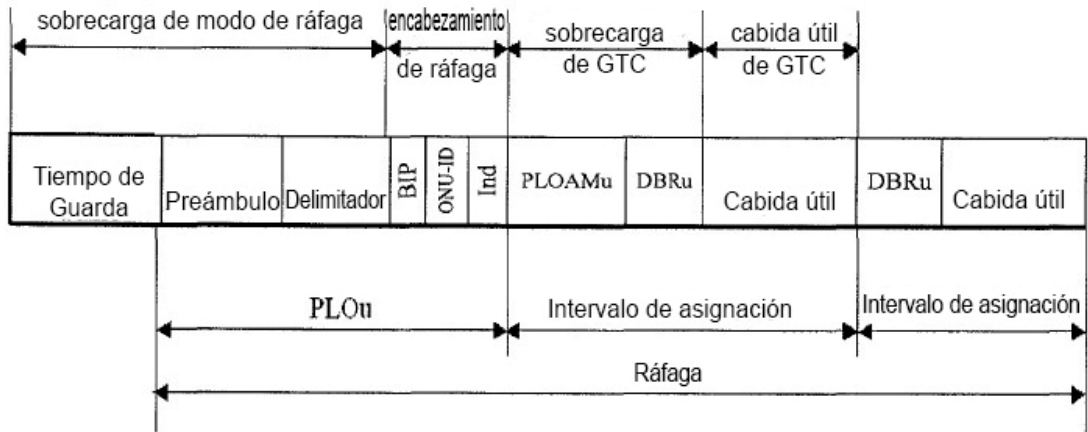 sobrecarga de modo de ráfaga
encabezamiento
de ráfaga
sobrecarga
de GTC
cabida útil
de GTC
Tiempo de
Guarda
Preámbulo
Delimitador
BIP
ONU-ID
Ind
PLOAMu
DBRu
Cabida útil
DBRu
Cabida útil
PLOu
Intervalo de asignación
Intervalo de asignación
Ráfaga